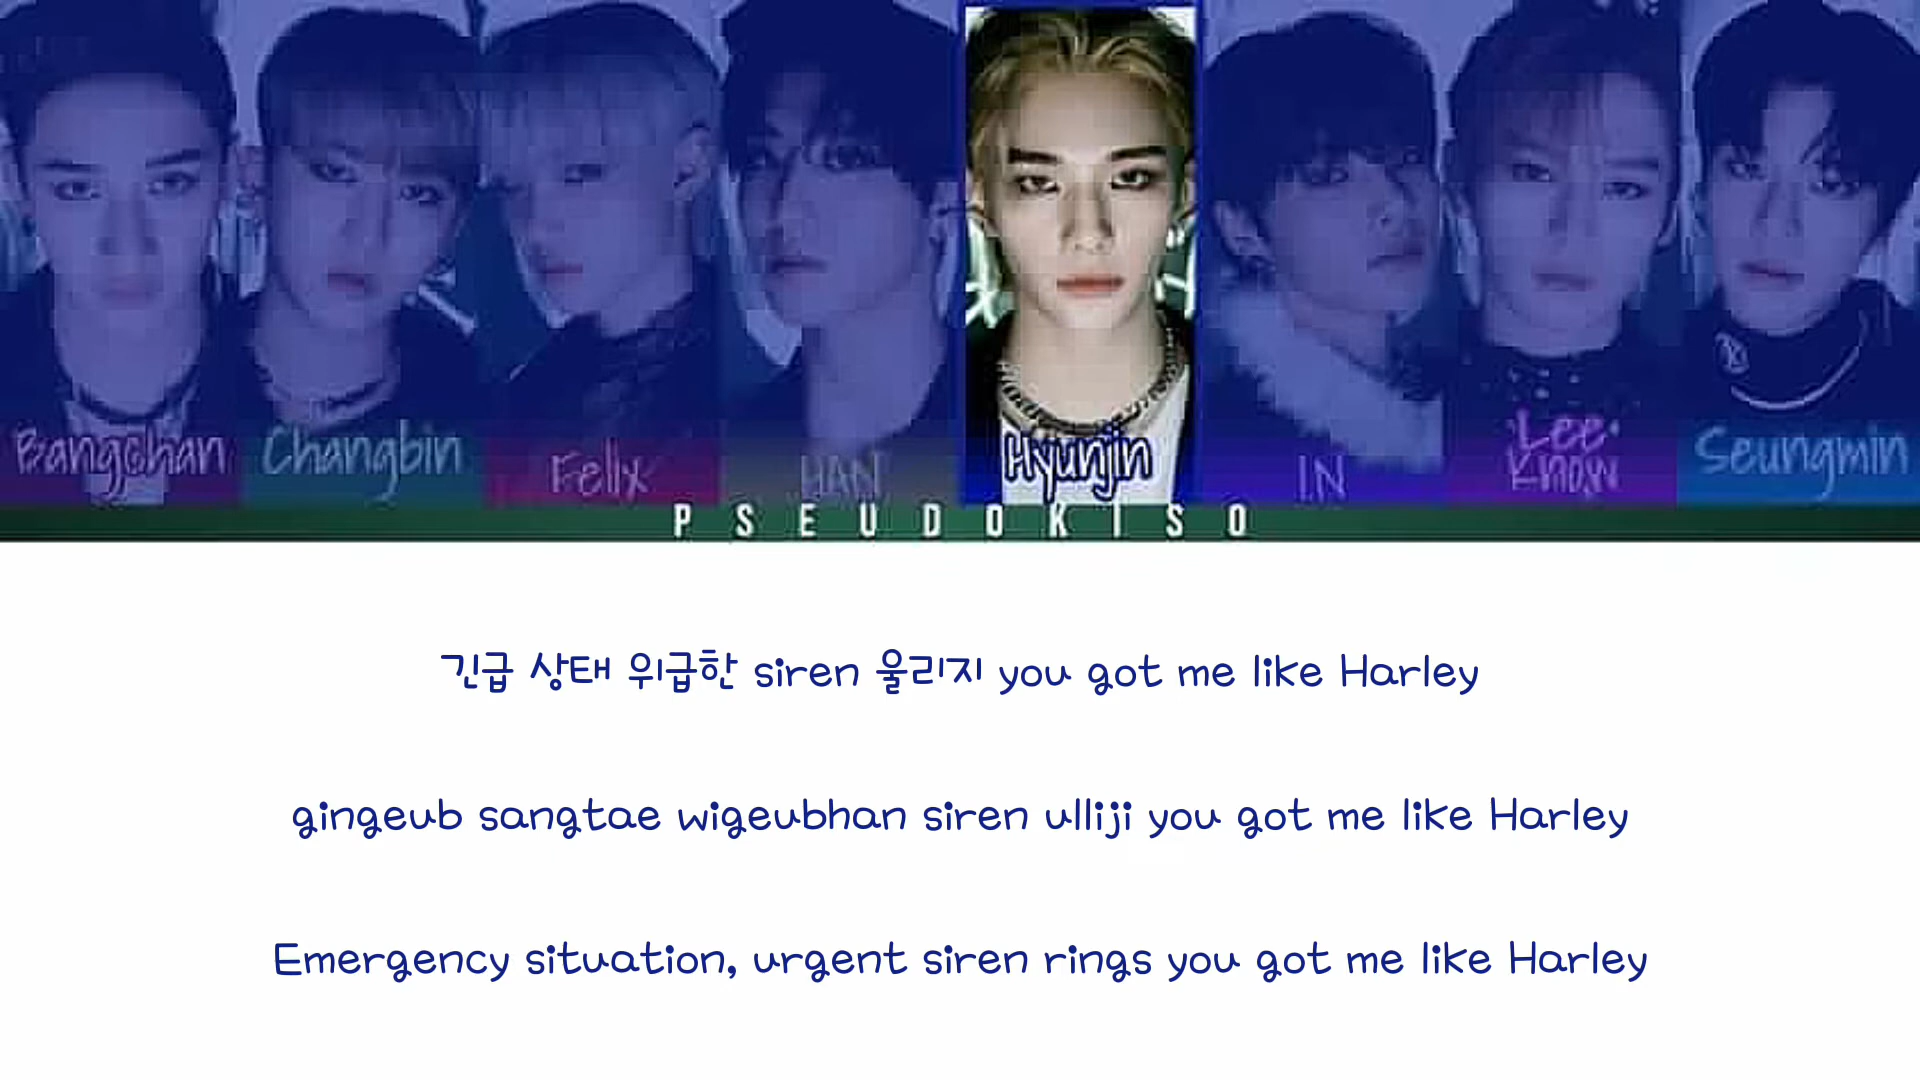 Bangchan Changbin Felix HAN Hyunjin I.N Lee Know Seungmin
PSEUDOKISO
긴급 상태 위급한 siren 울리지 you got me like Harley
gingeub sangtae wigeubhan siren ulliji you got me like Harley
Emergency situation, urgent siren rings you got me like Harley